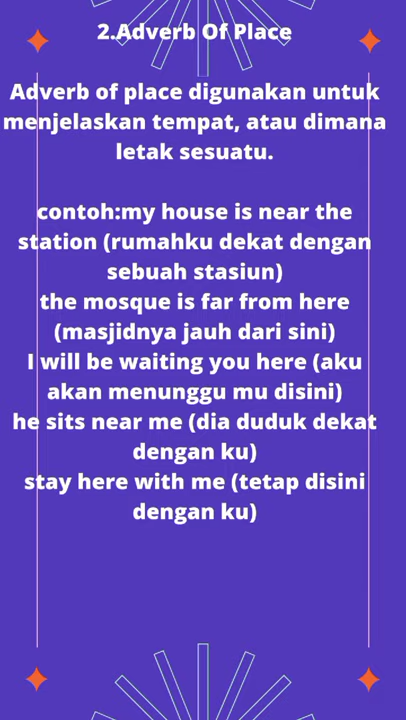 2.Adverb Of Place
Adverb of place digunakan untuk
menjelaskan tempat, atau dimana
letak sesuatu.
contoh:my house is near the
station (rumahku dekat dengan
sebuah stasiun)
the mosque is far from here
(masjidnya jauh dari sini)
I will be waiting you here (aku
akan menunggu mu disini)
he sits near me (dia duduk dekat
dengan ku)
stay here with me (tetap disini
dengan ku)